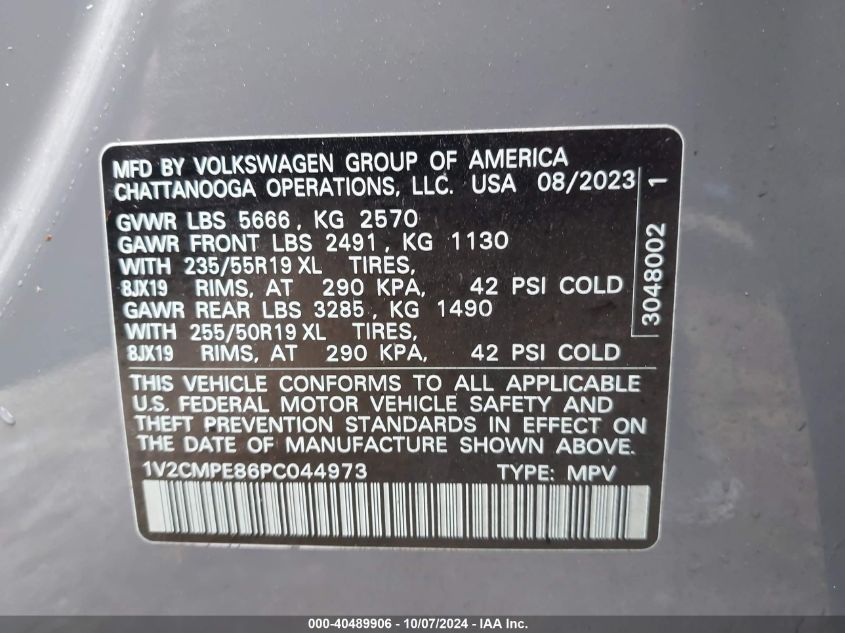 MFD BY VOLKSWAGEN GROUP OF AMERICA
CHATTANOOGA OPERATIONS, LLC. USA 08/2023
GVWR LBS 5666, KG 2570
GAWR FRONT LBS 2491, KG 1130
WITH 235/55R19 XL TIRES,
8JX19 RIMS, AT 290 KPA, 42 PSI COLD
GAWR REAR LBS 3285, KG 1490
WITH 255/50R19 XL TIRES,
8JX19 RIMS, AT 290 KPA, 42 PSI COLD
3048002 1
THIS VEHICLE CONFORMS TO ALL APPLICABLE
U.S. FEDERAL MOTOR VEHICLE SAFETY AND
THEFT PREVENTION STANDARDS IN EFFECT ON
THE DATE OF MANUFACTURE SHOWN ABOVE.
1V2CMPE86PC044973 TYPE: MPV
000-40489906 - 10/07/2024 - IAA Inc.